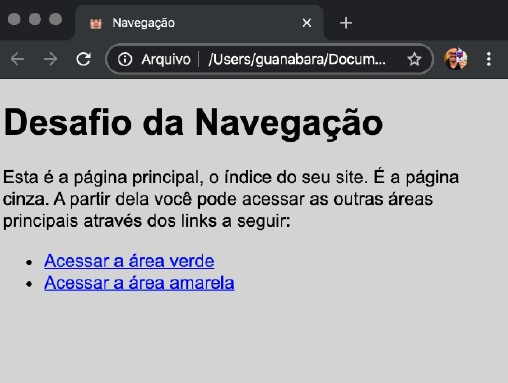 Navegação
Arquivo | /Users/guanabara/Docum...
Desafio da Navegação
Esta é a página principal, o índice do seu site. É a página
cinza. A partir dela você pode acessar as outras áreas
principais através dos links a seguir:
• Acessar a área verde
• Acessar a área amarela